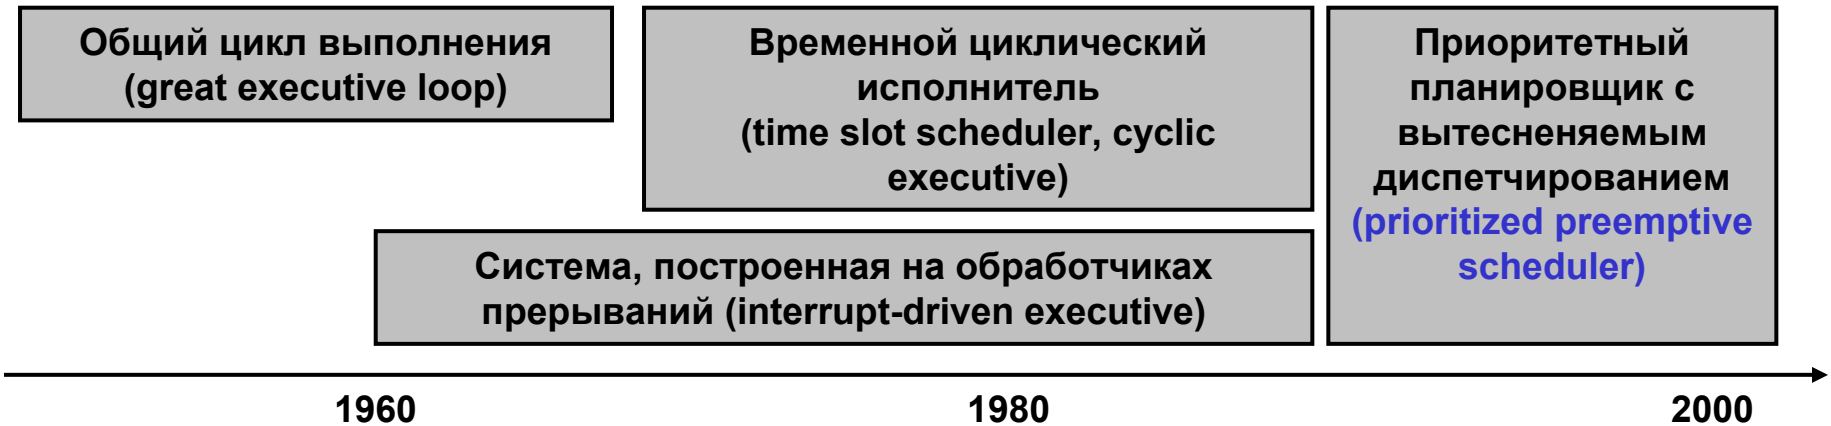 Общий цикл выполнения
(great executive loop)
Временной циклический
исполнитель
(time slot scheduler, cyclic
executive)
Приоритетный
планировщик с
вытесняемым
диспетчированием
(prioritized preemptive
scheduler)
Система, построенная на обработчиках
прерываний (interrupt-driven executive)
1960
1980
2000